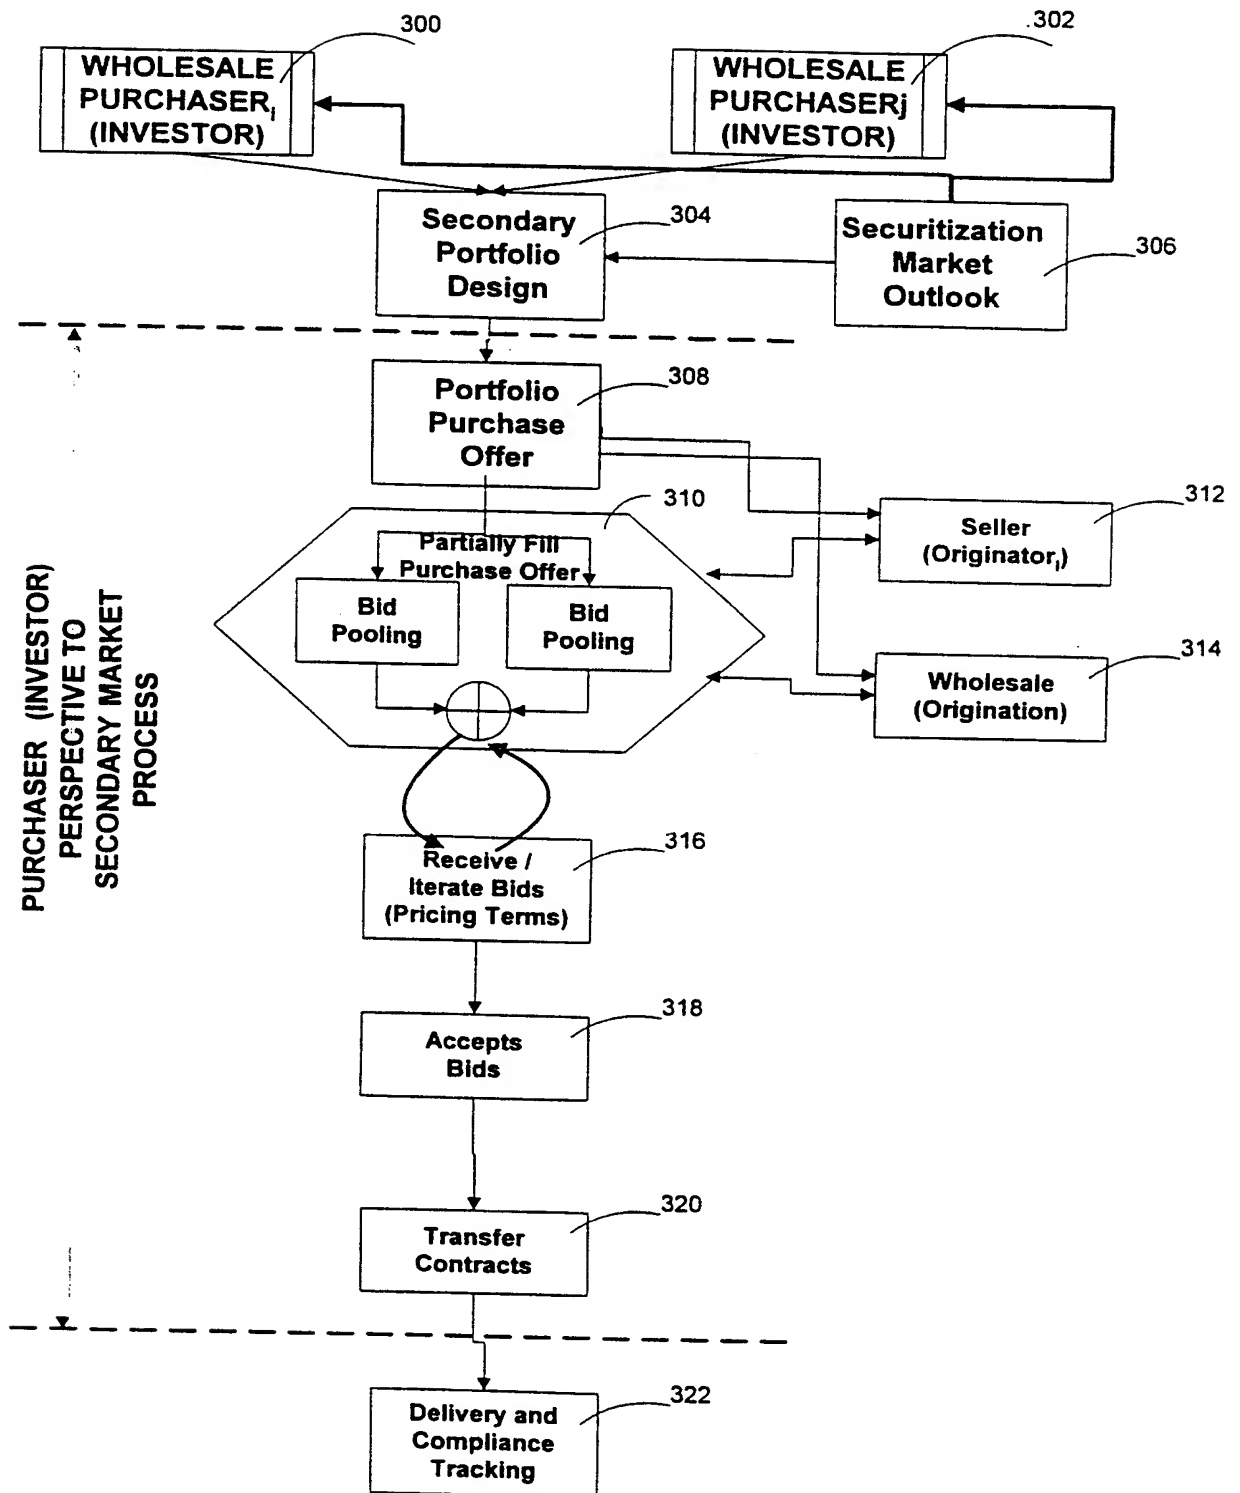 300
.302
WHOLESALE
PURCHASERi
(INVESTOR)
WHOLESALE
PURCHASERj
(INVESTOR)
Secondary
Portfolio
Design
304
Securitization
Market
Outlook
306
Portfolio
Purchase
Offer
308
310
Partially Fill
Purchase Offer
Bid
Pooling
Bid
Pooling
312
Seller
(Originatori)
314
Wholesale
(Origination)
PURCHASER (INVESTOR)
PERSPECTIVE TO
SECONDARY MARKET
PROCESS
316
Receive /
Iterate Bids
(Pricing Terms)
318
Accepts
Bids
320
Transfer
Contracts
322
Delivery and
Compliance
Tracking